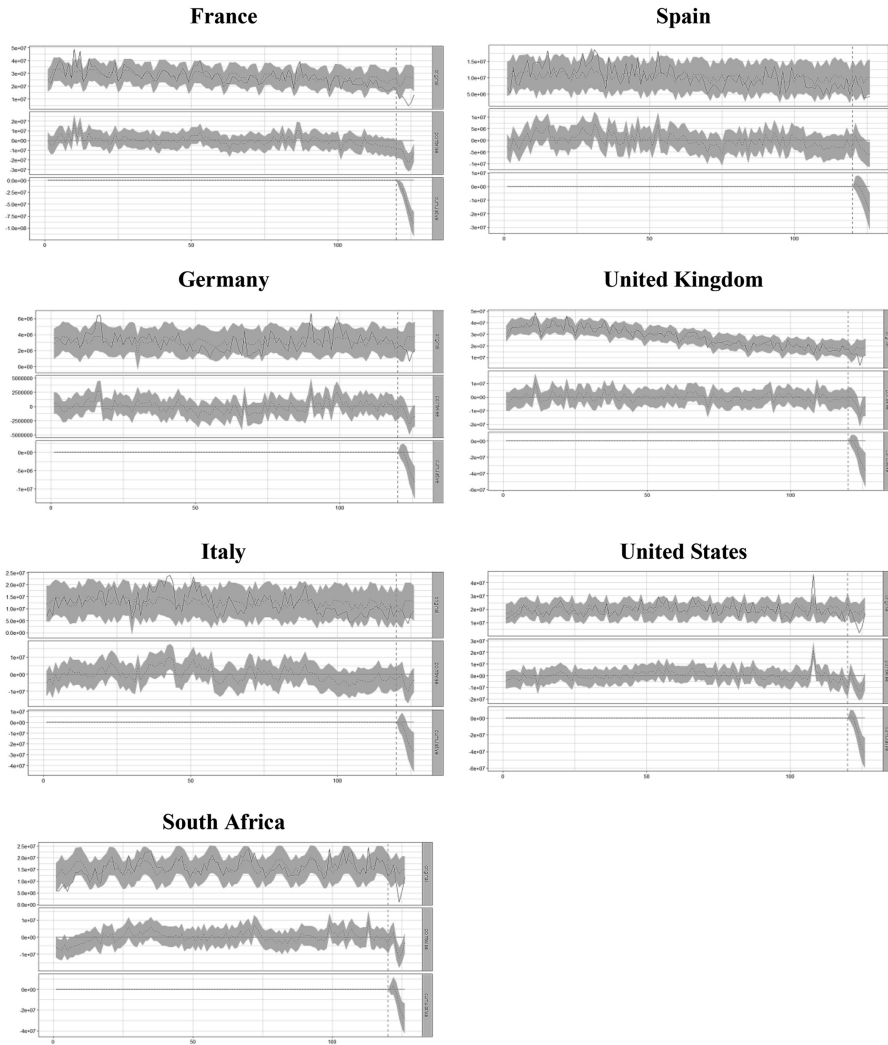 France
5e+07
4e+07
3e+07
2e+07
1e+07
original
2e+07
1e+07
0e+00
-1e+07
-2e+07
-3e+07
pointwise
0.0e+00
-2.5e+07
-5.0e+07
-7.5e+07
-1.0e+08
cumulative
0 50 100
Spain
1.5e+07
1.0e+07
5.0e+06
1e+07
5e+06
0e+00
-5e+06
-1e+07
1e+07
0e+00
-1e+07
-2e+07
-3e+07
0 50 100
Germany
6e+06
4e+06
2e+06
0e+00
5000000
2500000
0
-2500000
-5000000
0e+00
-5e+06
-1e+07
0 50 100
United Kingdom
5e+07
4e+07
3e+07
2e+07
1e+07
1e+07
0e+00
-1e+07
-2e+07
0e+00
-2e+07
-4e+07
-6e+07
0 50 100
Italy
2.5e+07
2.0e+07
1.5e+07
1.0e+07
5.0e+06
0.0e+00
1e+07
0e+00
-1e+07
1e+07
0e+00
-1e+07
-2e+07
-3e+07
-4e+07
0 50 100
United States
4e+07
3e+07
2e+07
1e+07
3e+07
2e+07
1e+07
0e+00
-1e+07
-2e+07
0e+00
-2e+07
-4e+07
-6e+07
0 50 100
South Africa
2.5e+07
2.0e+07
1.5e+07
1.0e+07
5.0e+06
0.0e+00
1e+07
0e+00
-1e+07
0e+00
-2e+07
-4e+07
0 50 100